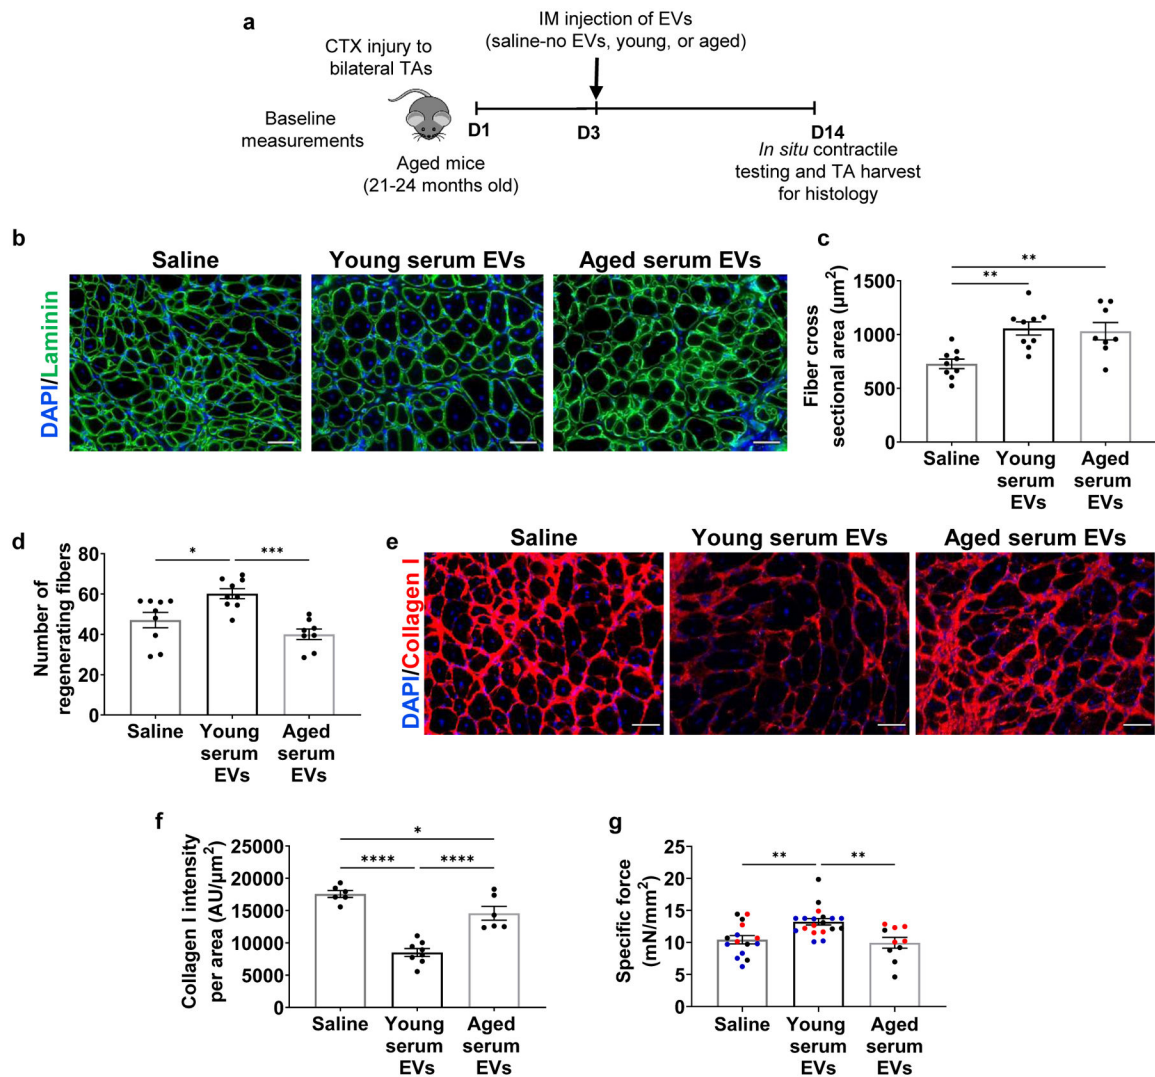 a
IM injection of EVs
(saline-no EVs, young, or aged)
CTX injury to
bilateral TAs
Baseline
measurements
Aged mice
(21-24 months old)
D1
D3
D14
In situ contractile
testing and TA harvest
for histology
b
Saline
Young serum EVs
Aged serum EVs
DAPI/Laminin
c
Fiber cross
sectional area (µm²)
1500
1000
500
0
**
**
Saline
Young
serum
EVs
Aged
serum
EVs
d
Number of
regenerating fibers
80
60
40
20
0
*
***
Saline
Young
serum
EVs
Aged
serum EVs
e
Saline
Young serum EVs
Aged serum EVs
DAPI/Collagen I
f
Collagen I intensity
per area (AU/µm²)
25000
20000
15000
10000
5000
0
*
****
****
Saline
Young
serum
EVs
Aged
serum
EVs
g
Specific force
(mN/mm²)
25
20
15
10
5
0
**
**
Saline
Young
serum
EVs
Aged
serum
EVs